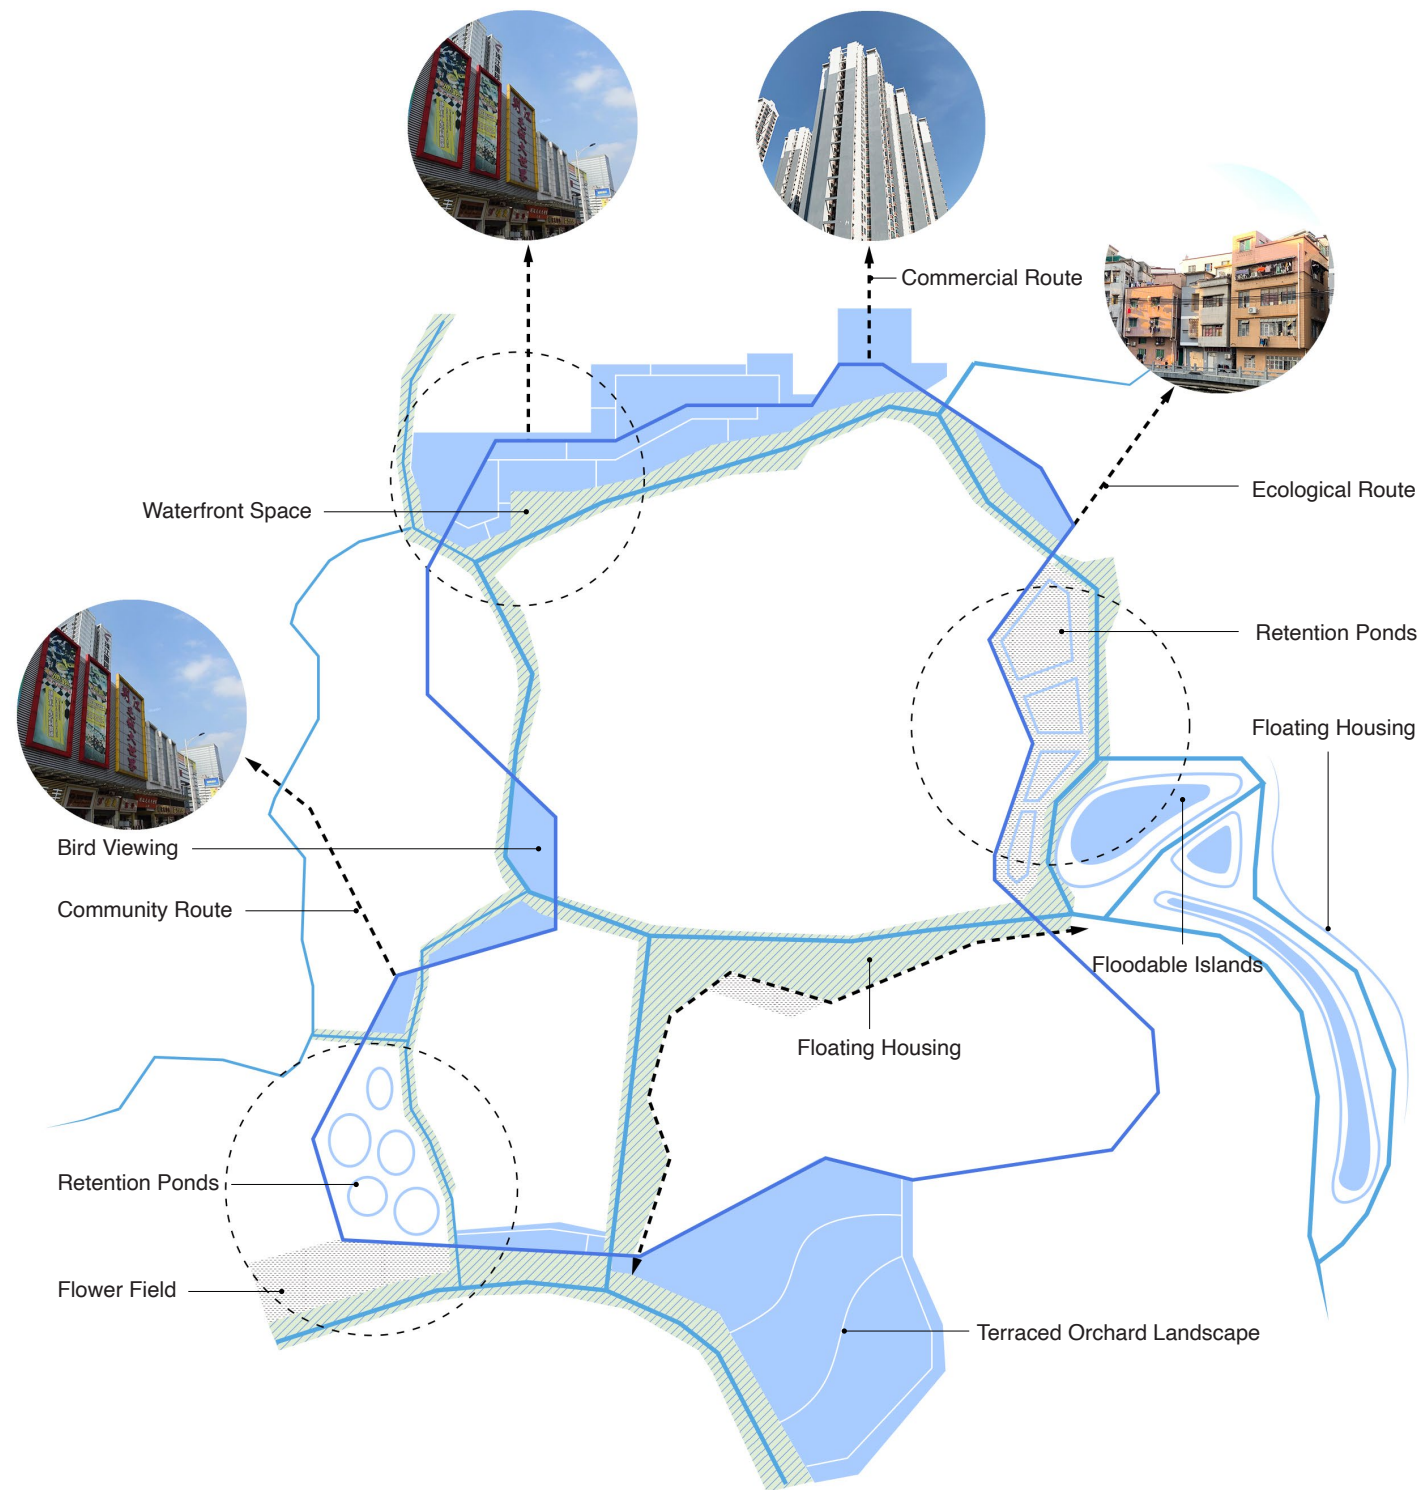 Commercial Route
Ecological Route
Waterfront Space
Retention Ponds
Floating Housing
Bird Viewing
Community Route
Floodable Islands
Floating Housing
Retention Ponds
Flower Field
Terraced Orchard Landscape